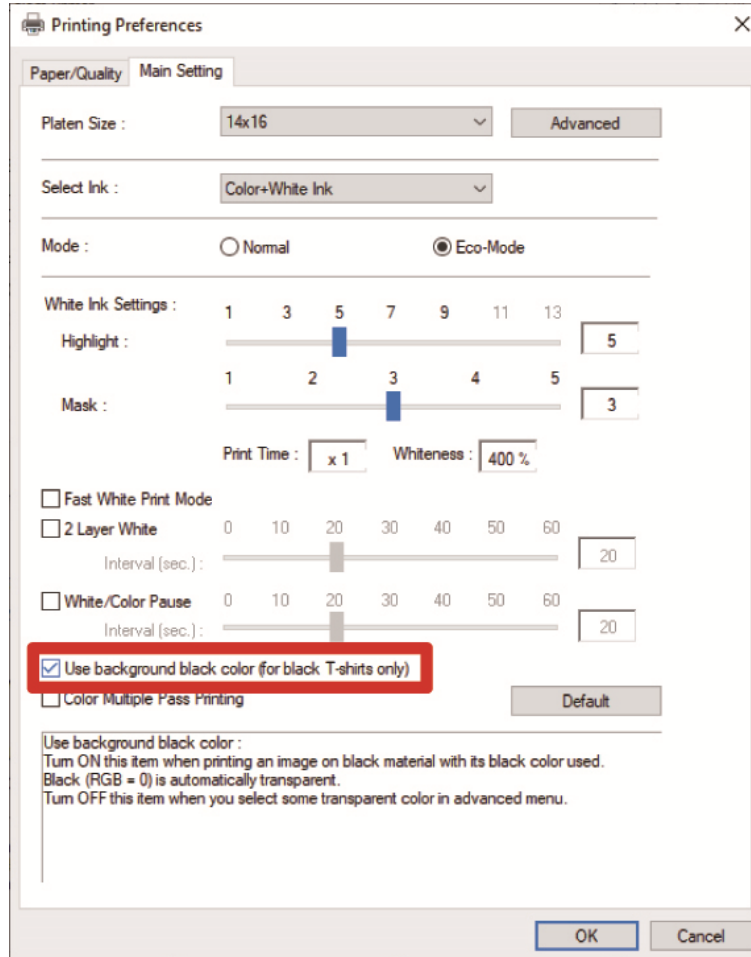 Printing Preferences
Paper/Quality Main Setting
Platen Size : 14x16 Advanced
Select Ink : Color+White Ink
Mode : Normal Eco-Mode
White Ink Settings : 1 3 5 7 9 11 13
Highlight : 5
1 2 3 4 5
Mask : 3
Print Time : x 1 Whiteness : 400 %
Fast White Print Mode
2 Layer White 0 10 20 30 40 50 60
Interval (sec.) : 20
White/Color Pause 0 10 20 30 40 50 60
Interval (sec.) : 20
Use background black color (for black T-shirts only)
Color Multiple Pass Printing Default
Use background black color :
Turn ON this item when printing an image on black material with its black color used.
Black (RGB = 0) is automatically transparent.
Turn OFF this item when you select some transparent color in advanced menu.
OK Cancel